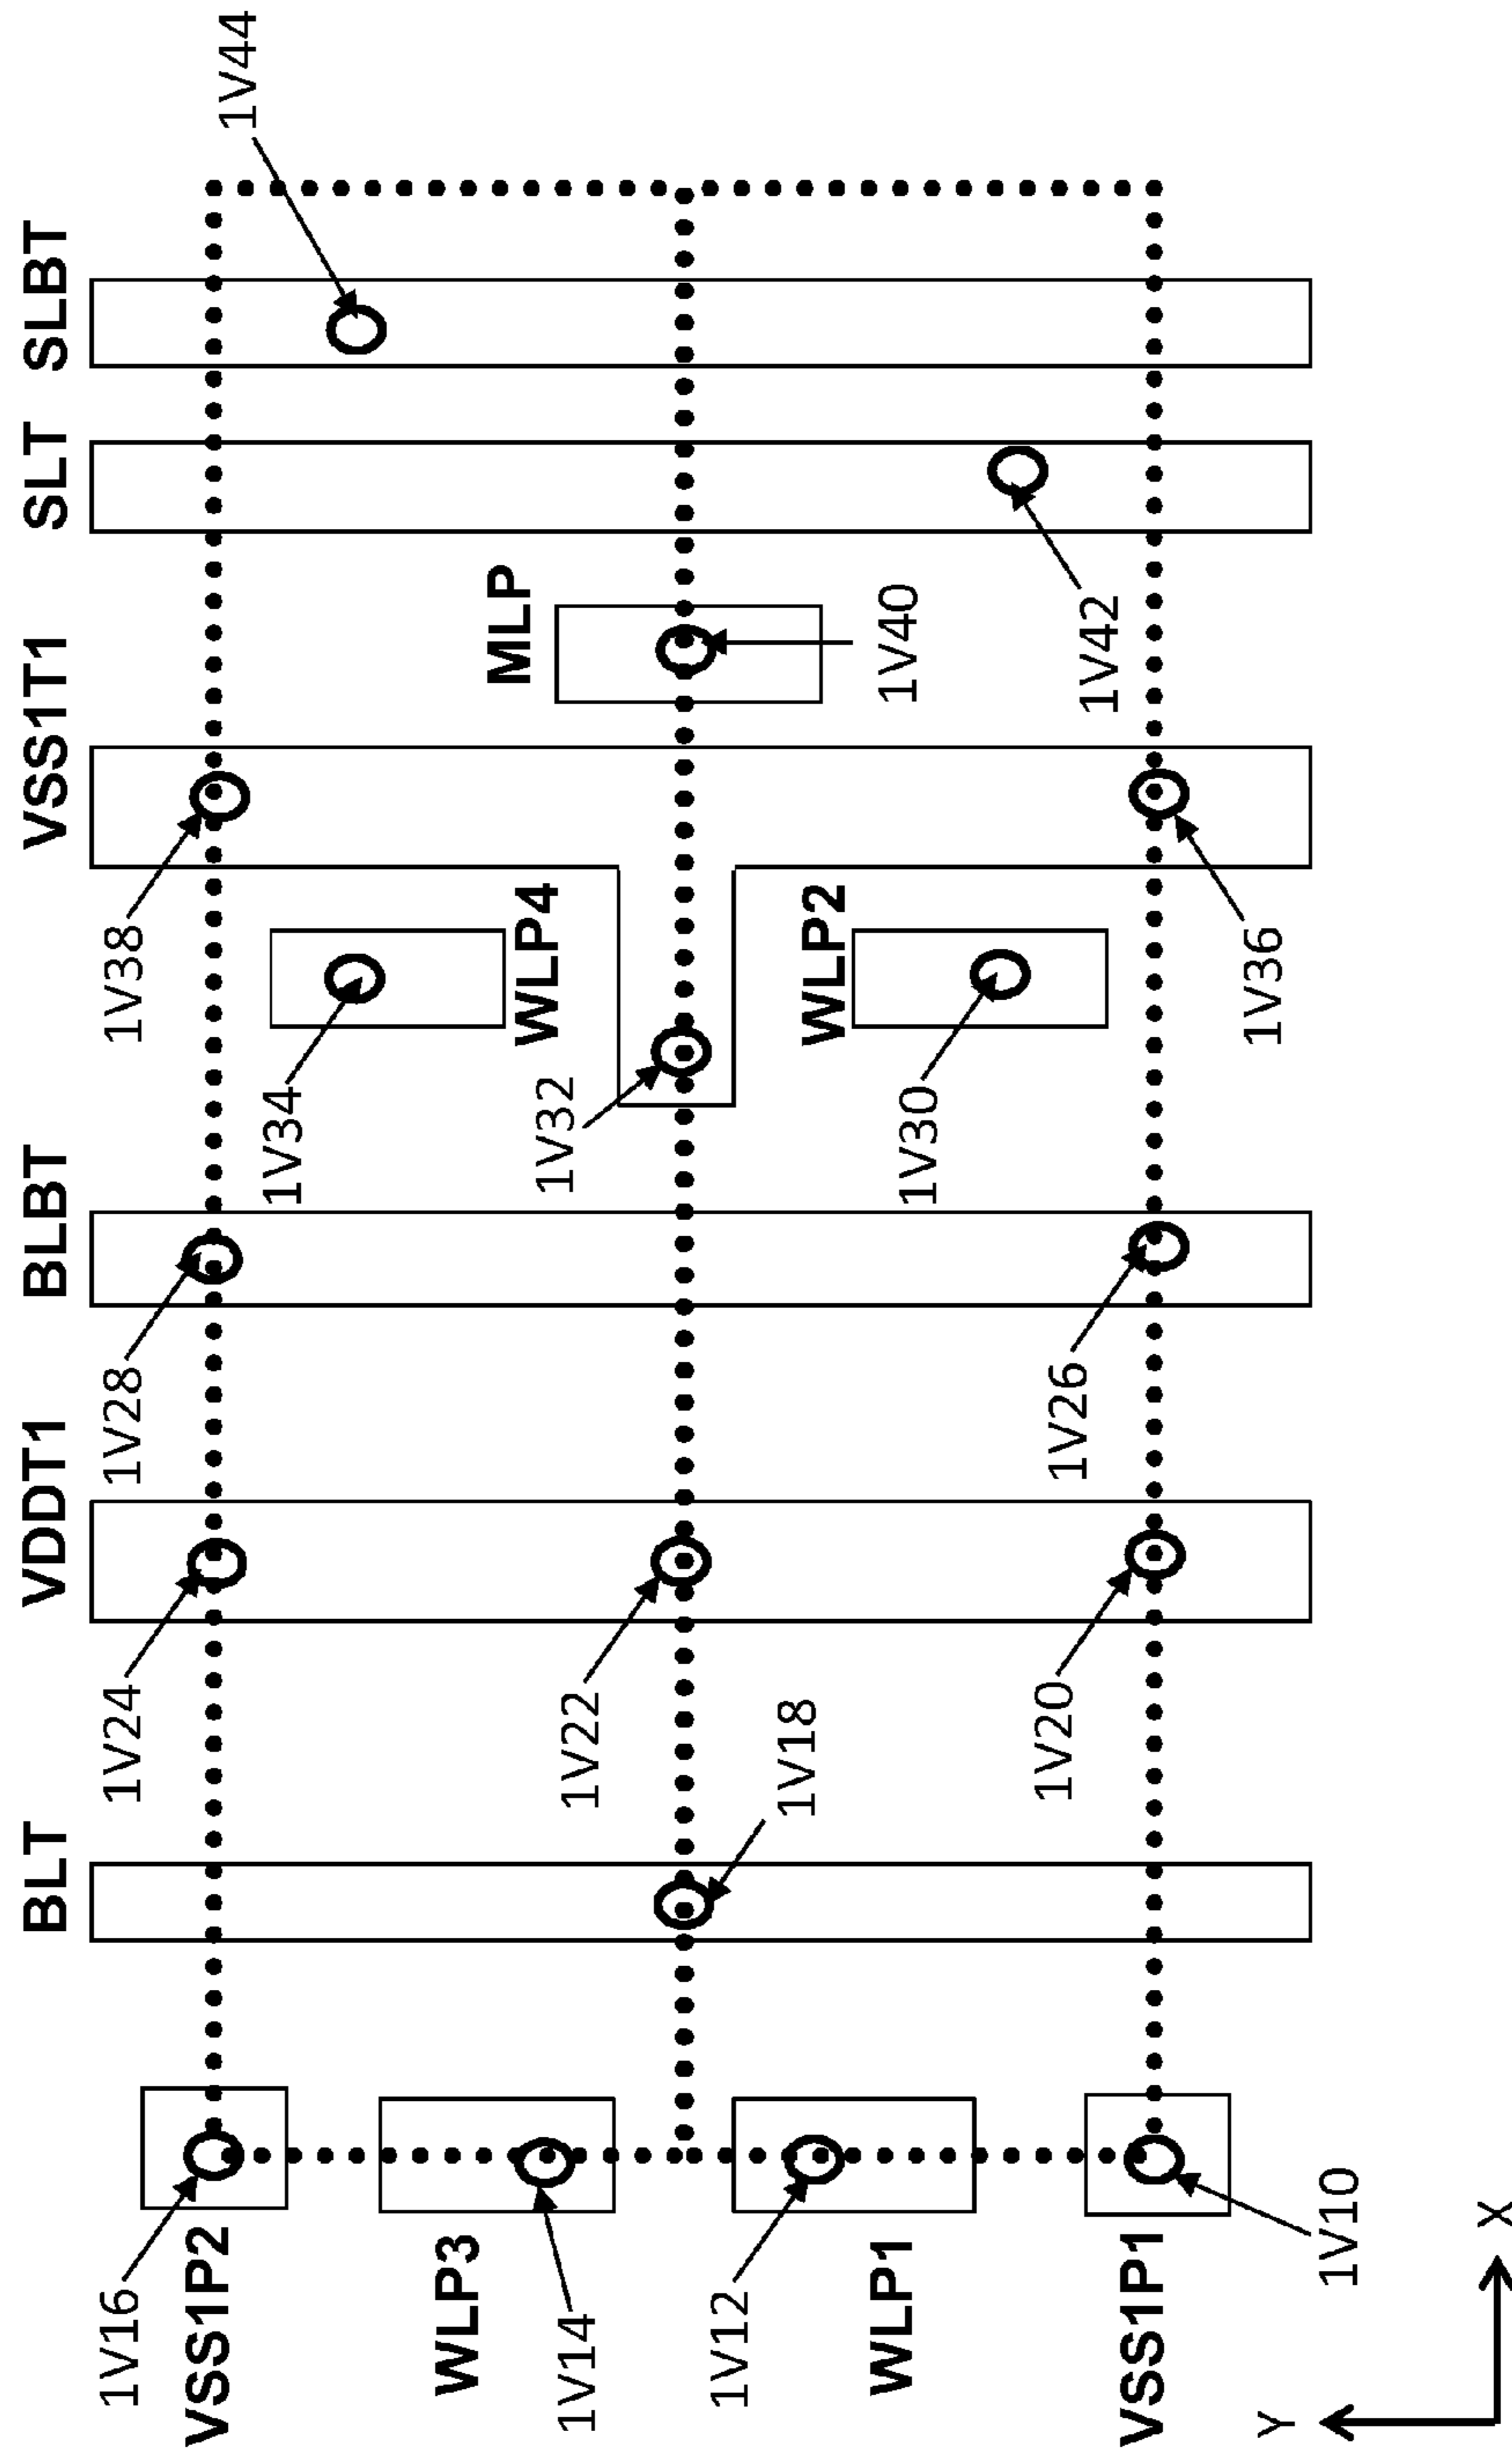 BLT
VDDT1
BLBT
VSS1T1
SLT
SLBT
1V16
1V24
1V28
1V38
1V44
VSS1P2
1V34
WLP3
WLP4
MLP
1V14
1V22
1V32
1V12
1V18
WLP2
WLP1
1V30
1V40
1V20
1V26
1V42
VSS1P1
1V36
1V10
Y
X